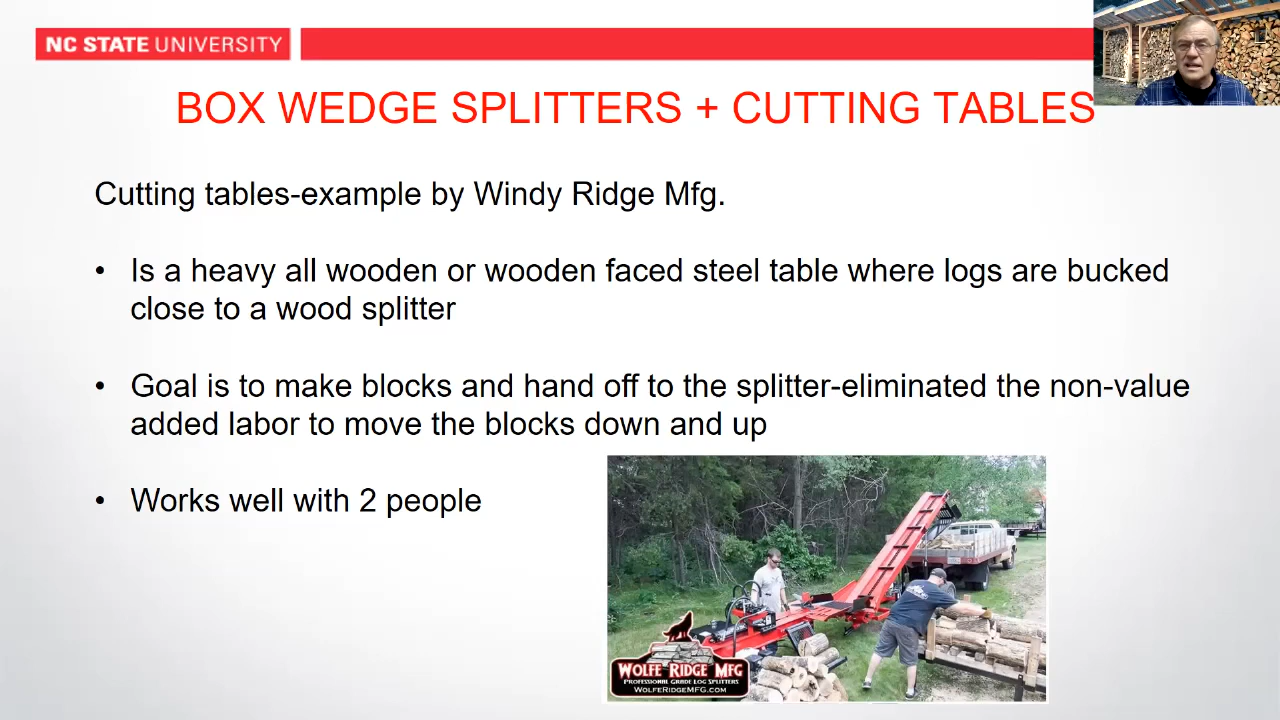 NC STATE UNIVERSITY
BOX WEDGE SPLITTERS + CUTTING TABLES
Cutting tables-example by Windy Ridge Mfg.
• Is a heavy all wooden or wooden faced steel table where logs are bucked
close to a wood splitter
• Goal is to make blocks and hand off to the splitter-eliminated the non-value
added labor to move the blocks down and up
• Works well with 2 people
WOLFE RIDGE MFG
PROFESSIONAL GRADE LOG SPLITTERS
WOLFERIDGEMFG.COM